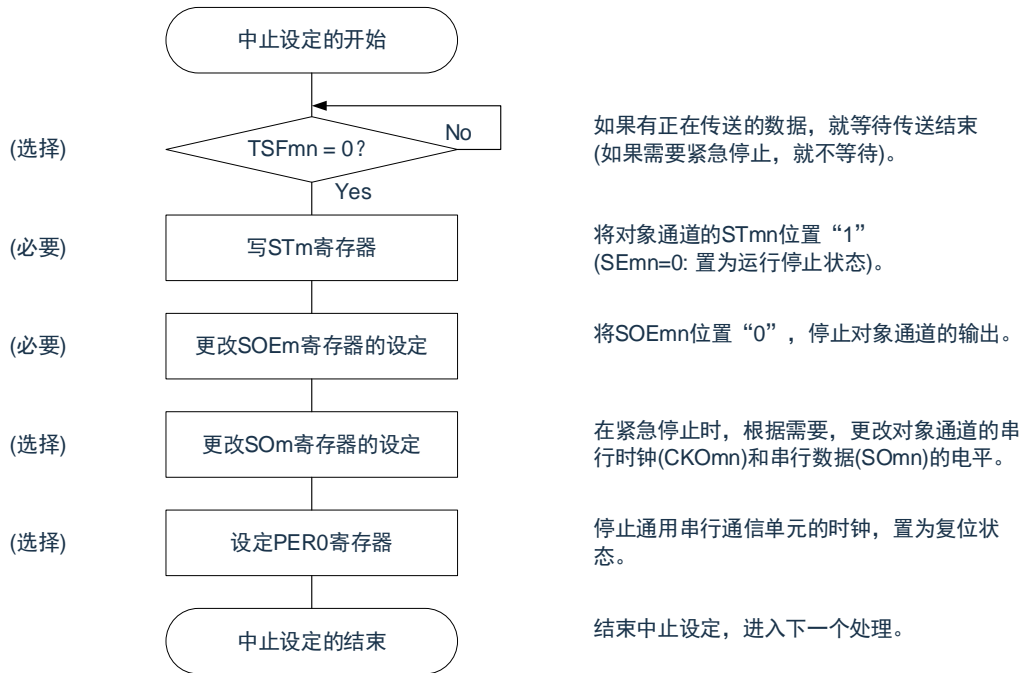 中止设定的开始
(选择)
TSFmn = 0?
No
如果有正在传送的数据，就等待传送结束
(如果需要紧急停止，就不等待)。
Yes
(必要)
写STm寄存器
将对象通道的STmn位置“1”
(SEmn=0: 置为运行停止状态)。
(必要)
更改SOEm寄存器的设定
将SOEmn位置“0”，停止对象通道的输出。
(选择)
更改SOm寄存器的设定
在紧急停止时，根据需要，更改对象通道的串
行时钟(CKOmn)和串行数据(SOmn)的电平。
(选择)
设定PER0寄存器
停止通用串行通信单元的时钟，置为复位状
态。
中止设定的结束
结束中止设定，进入下一个处理。